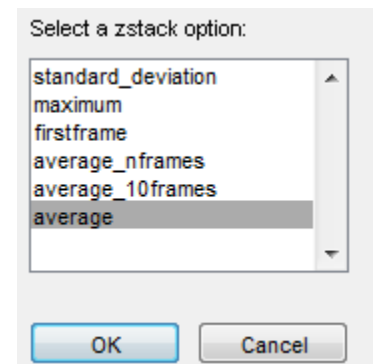 Select a zstack option:
standard_deviation
maximum
firstframe
average_nframes
average_10frames
average
OK Cancel